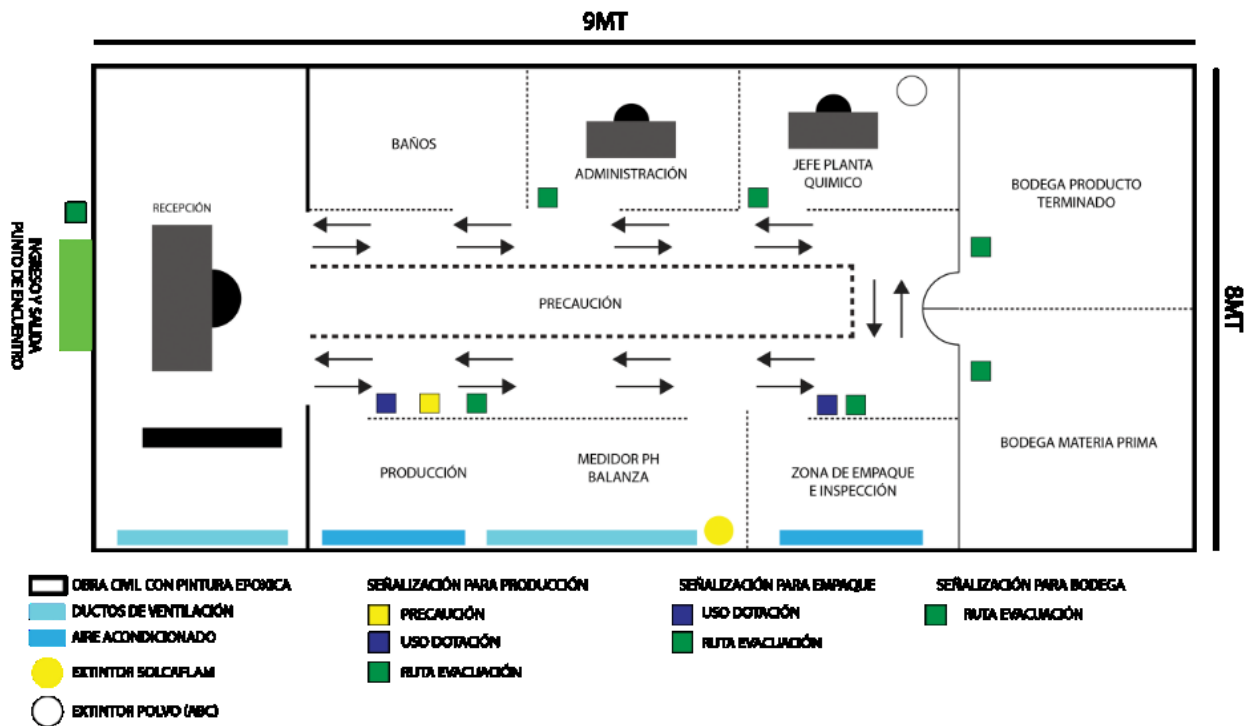 9MT
8MT
INGRESO Y SALIDA
PUNTO DE ENCUENTRO
RECEPCIÓN
BAÑOS
ADMINISTRACIÓN
JEFE PLANTA
QUIMICO
BODEGA PRODUCTO
TERMINADO
PRECAUCIÓN
PRODUCCIÓN
MEDIDOR PH
BALANZA
ZONA DE EMPAQUE
E INSPECCIÓN
BODEGA MATERIA PRIMA
OBRA CIVIL CON PINTURA EPOXICA
DUCTOS DE VENTILACIÓN
AIRE ACONDICIONADO
EXTINTOR SOLCAFLAM
EXTINTOR POLVO (ABC)
SEÑALIZACIÓN PARA PRODUCCIÓN
PRECAUCIÓN
USO DOTACIÓN
RUTA EVACUACIÓN
SEÑALIZACIÓN PARA EMPAQUE
USO DOTACIÓN
RUTA EVACUACIÓN
SEÑALIZACIÓN PARA BODEGA
RUTA EVACUACIÓN